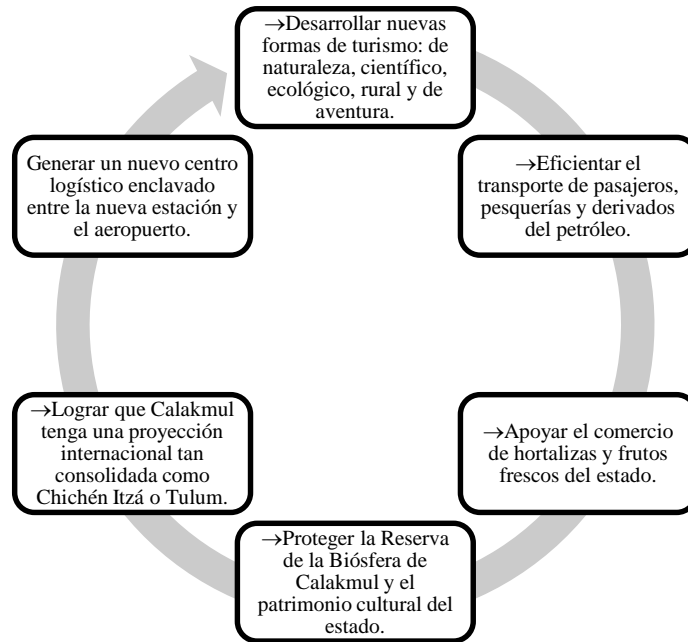 →Desarrollar nuevas
formas de turismo: de
naturaleza, científico,
ecológico, rural y de
aventura.
→Eficientar el
transporte de pasajeros,
pesquerías y derivados
del petróleo.
→Apoyar el comercio
de hortalizas y frutos
frescos del estado.
→Proteger la Reserva
de la Biósfera de
Calakmul y el
patrimonio cultural del
estado.
→Lograr que Calakmul
tenga una proyección
internacional tan
consolidada como
Chichén Itzá o Tulum.
Generar un nuevo centro
logístico enclavado
entre la nueva estación y
el aeropuerto.